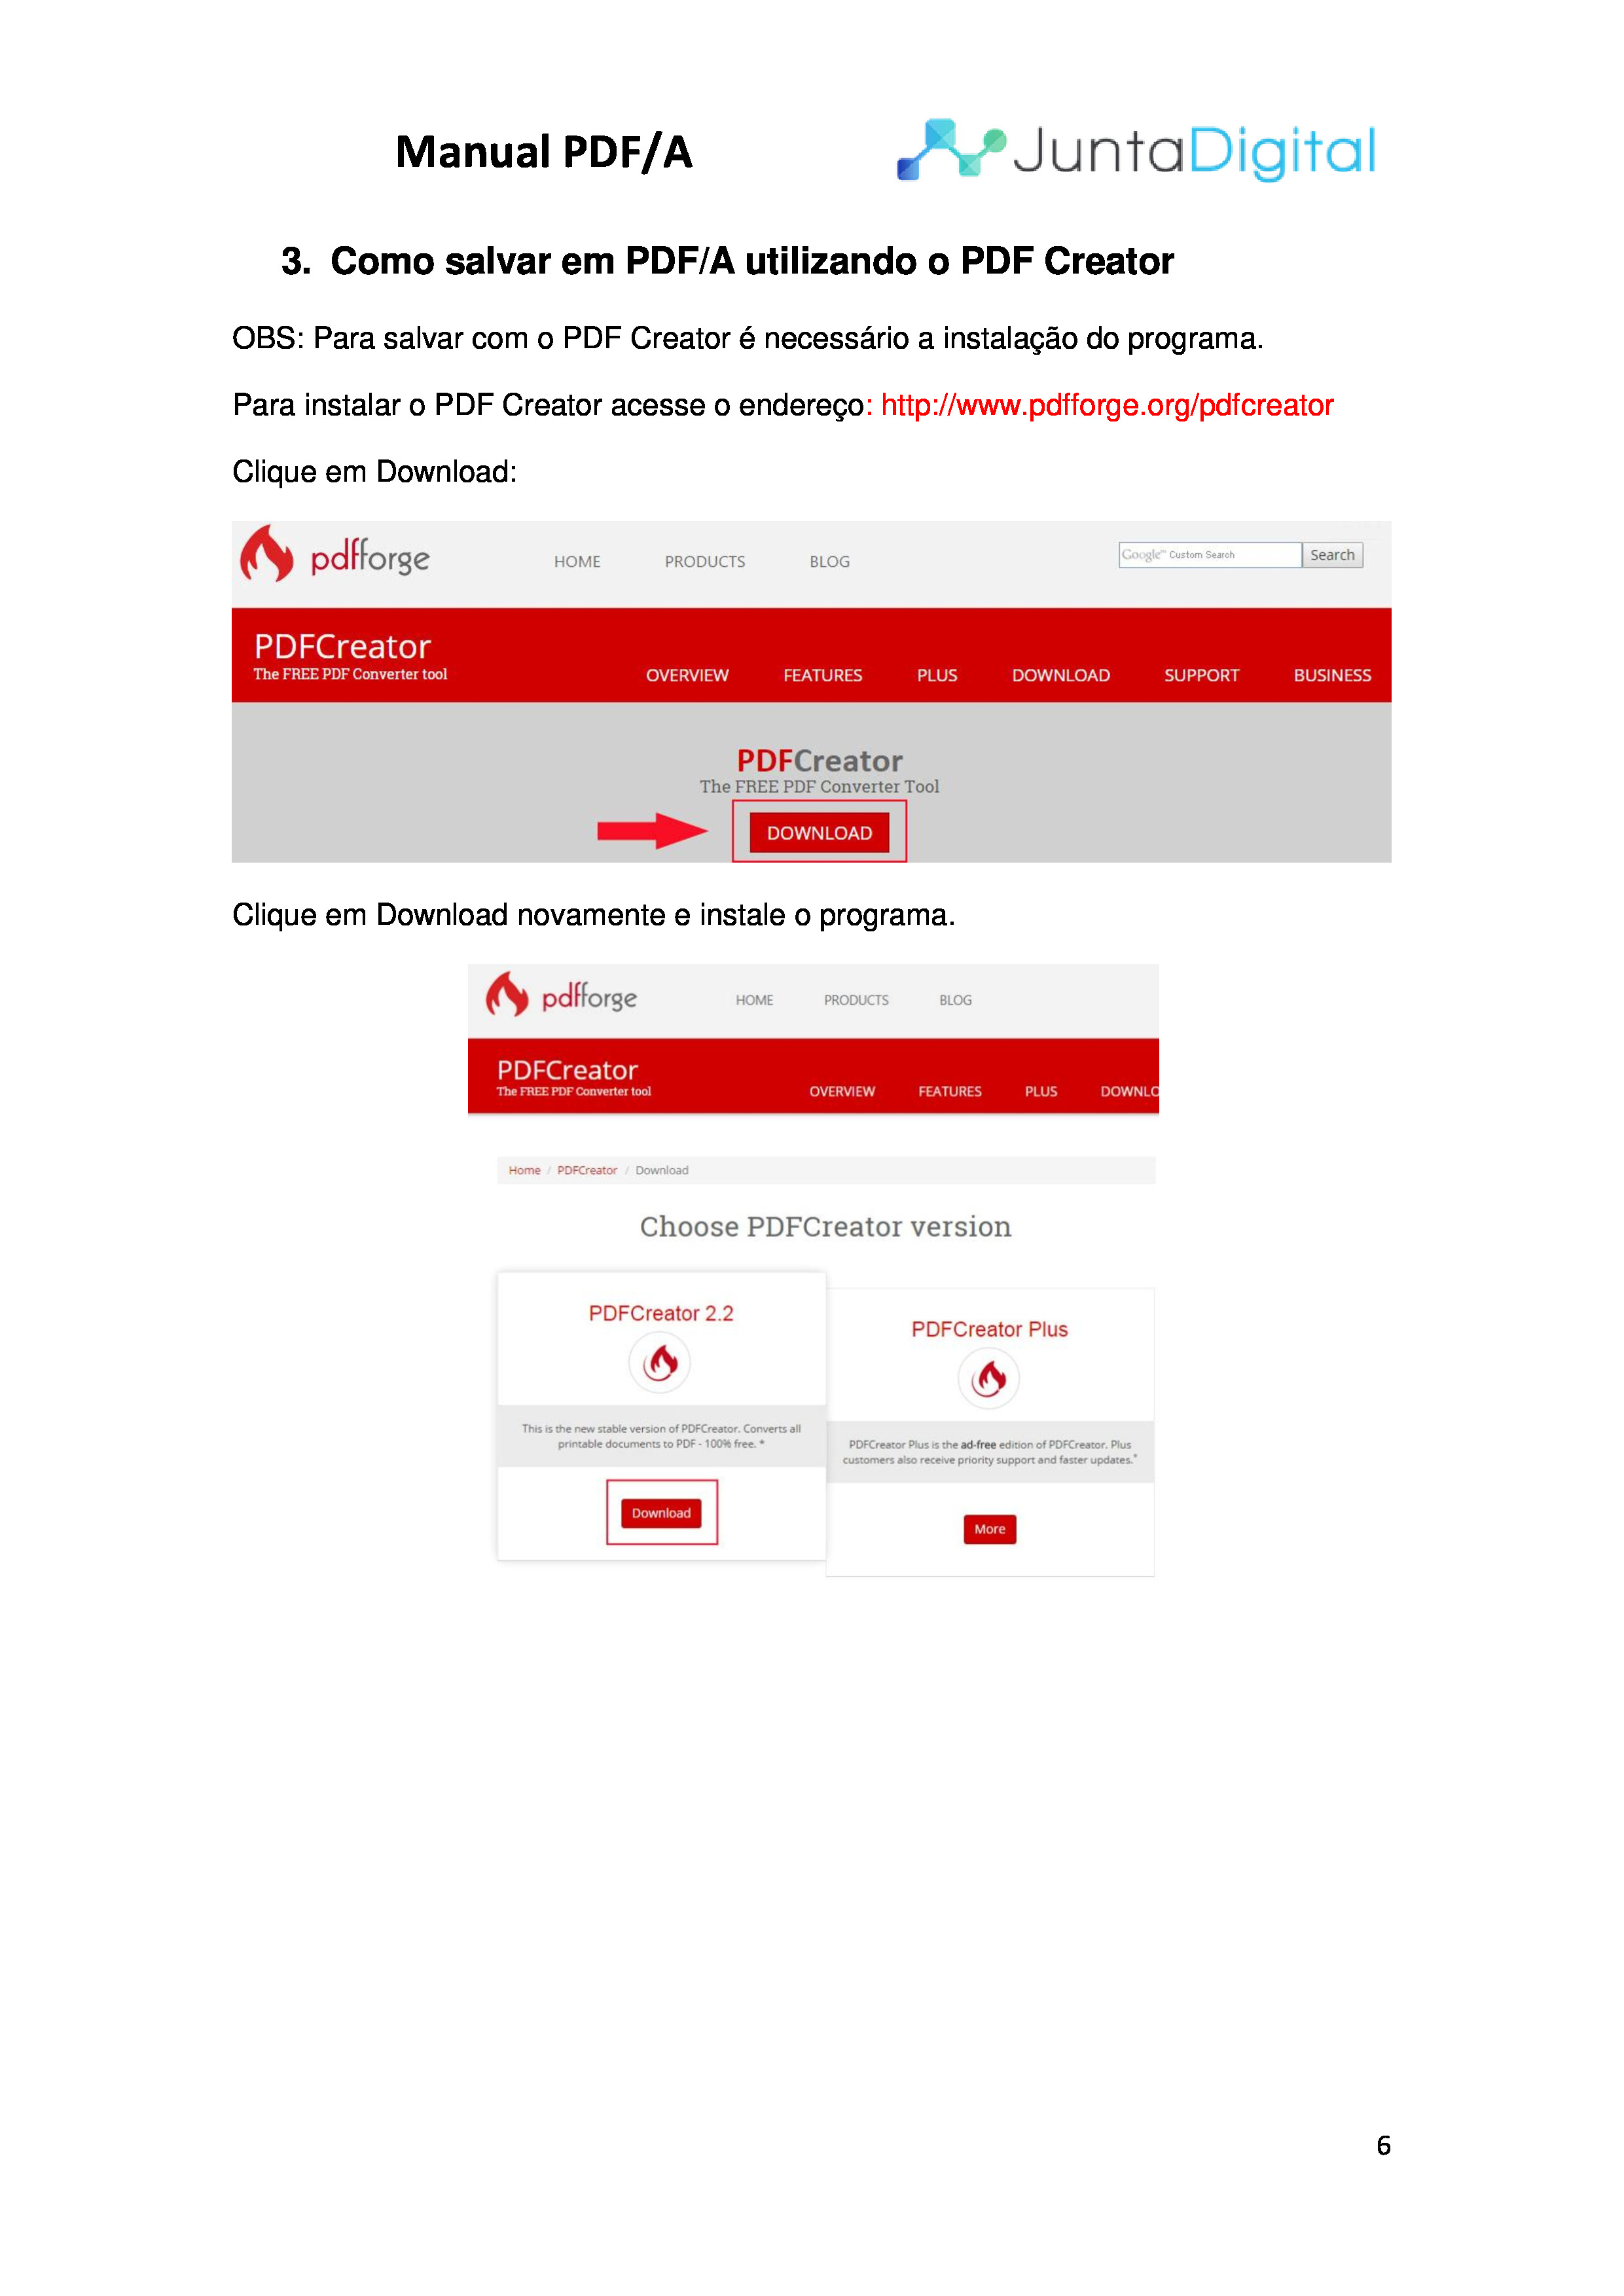 Manual PDF/A
JuntaDigital
3. Como salvar em PDF/A utilizando o PDF Creator
OBS: Para salvar com o PDF Creator é necessário a instalação do programa.
Para instalar o PDF Creator acesse o endereço: http://www.pdfforge.org/pdfcreator
Clique em Download:
pdfforge HOME PRODUCTS BLOG Google™ Custom Search Search
PDFCreator
The FREE PDF Converter tool
OVERVIEW FEATURES PLUS DOWNLOAD SUPPORT BUSINESS
PDFCreator
The FREE PDF Converter Tool
DOWNLOAD
Clique em Download novamente e instale o programa.
pdfforge HOME PRODUCTS BLOG
PDFCreator
The FREE PDF Converter tool
OVERVIEW FEATURES PLUS DOWNLO
Home / PDFCreator / Download
Choose PDFCreator version
PDFCreator 2.2
This is the new stable version of PDFCreator. Converts all
printable documents to PDF - 100% free. *
Download
PDFCreator Plus
PDFCreator Plus is the ad-free edition of PDFCreator. Plus
customers also receive priority support and faster updates.*
More
6